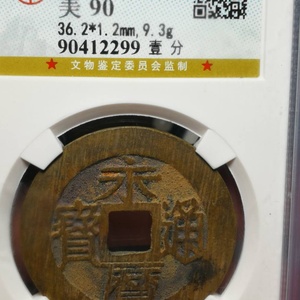 美 90
36.2*1.2mm,9.3g
90412299 壹分
★ 文物鉴定委员会监制 ★
永曆通寶